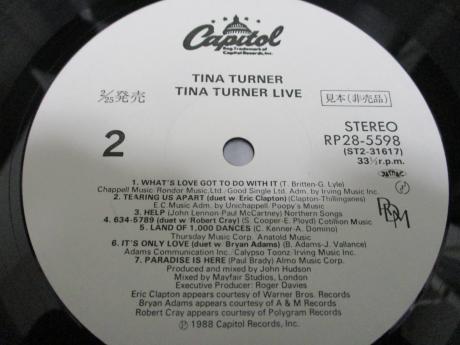 Capitol
Reg. Trademark of
Capitol Records, Inc.
TINA TURNER
2/25発売
TINA TURNER LIVE
見本(非売品)
2
STEREO
RP28-5598
(ST2-31617)
33⅓r.p.m.
JASRAC
1. WHAT'S LOVE GOT TO DO WITH IT (T. Britten-G. Lyle)
Chappell Music. Rondor Music.Ltd./Good Single Ltd. Adm. by Irving Music Inc.
2. TEARING US APART (duet w. Eric Clapton) (Clapton-Thillinganes)
E.C Music Adm. by Unichappell. Poopy's Music
3. HELP (John Lennon-Paul McCartney) Northern Songs
4. 634-5789 (duet w. Robert Cray) (S. Cooper-E. Ployd) Cotillion Music
5. LAND OF 1,000 DANCES (C. Kenner-A. Domino)
Thursday Music Corp. Anatold Music
6. IT'S ONLY LOVE (duet w. Bryan Adams) (B. Adams-J. Vallance)
Adams Communication Inc./Calypso Toonz/Irving Music Inc.
7. PARADISE IS HERE (Paul Brady) Almo Music Corp.
Produced and mixed by John Hudson
Mixed by Mayfair Studios, London
Executive Producer: Roger Davies
Eric Clapton appears courtesy of Warner Bros. Records
Bryan Adams appears courtesy of A & M Records
Robert Cray appears courtesy of Polygram Records
Ⓟ1988 Capitol Records, Inc.